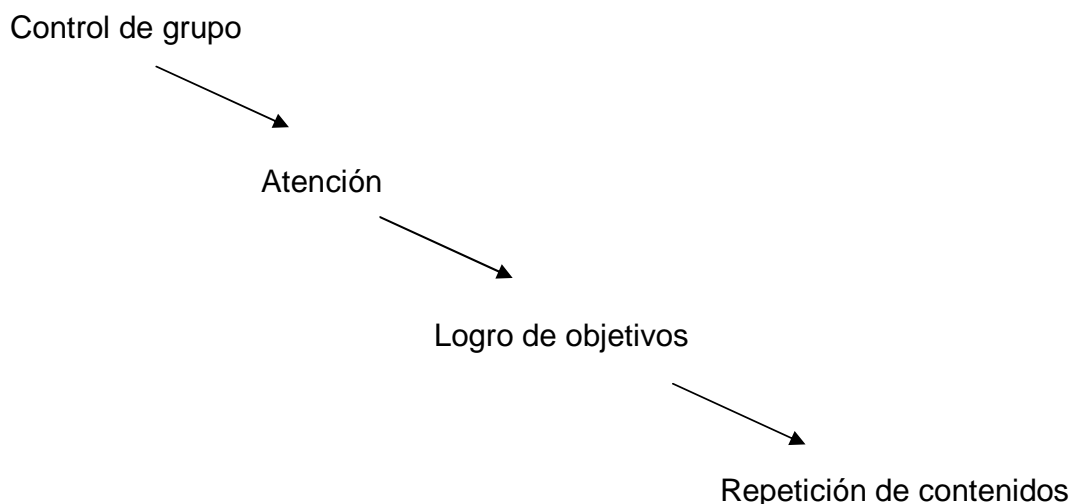 Control de grupo
Atención
Logro de objetivos
Repetición de contenidos